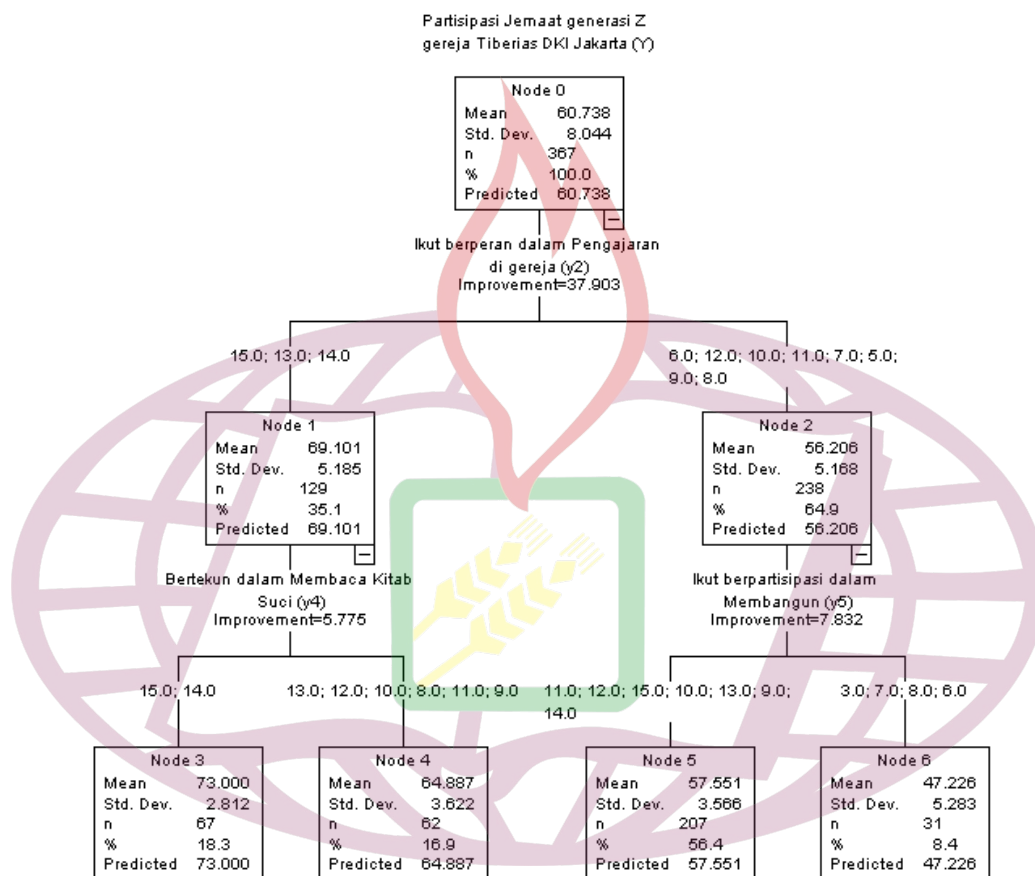 Partisipasi Jemaat generasi Z
gereja Tiberias DKI Jakarta (Y)
Node 0
Mean 60.738
Std. Dev. 8.044
n 367
% 100.0
Predicted 60.738
Ikut berperan dalam Pengajaran
di gereja (y2)
Improvement=37.903
15.0; 13.0; 14.0
6.0; 12.0; 10.0; 11.0; 7.0; 5.0;
9.0; 8.0
Node 1
Mean 69.101
Std. Dev. 5.185
n 129
% 35.1
Predicted 69.101
Node 2
Mean 56.206
Std. Dev. 5.168
n 238
% 64.9
Predicted 56.206
Bertekun dalam Membaca Kitab
Suci (y4)
Improvement=5.775
Ikut berpartisipasi dalam
Membangun (y5)
Improvement=7.832
15.0; 14.0
13.0; 12.0; 10.0; 8.0; 11.0; 9.0
11.0; 12.0; 15.0; 10.0; 13.0; 9.0;
14.0
3.0; 7.0; 8.0; 6.0
Node 3
Mean 73.000
Std. Dev. 2.812
n 67
% 18.3
Predicted 73.000
Node 4
Mean 64.887
Std. Dev. 3.622
n 62
% 16.9
Predicted 64.887
Node 5
Mean 57.551
Std. Dev. 3.566
n 207
% 56.4
Predicted 57.551
Node 6
Mean 47.226
Std. Dev. 5.283
n 31
% 8.4
Predicted 47.226